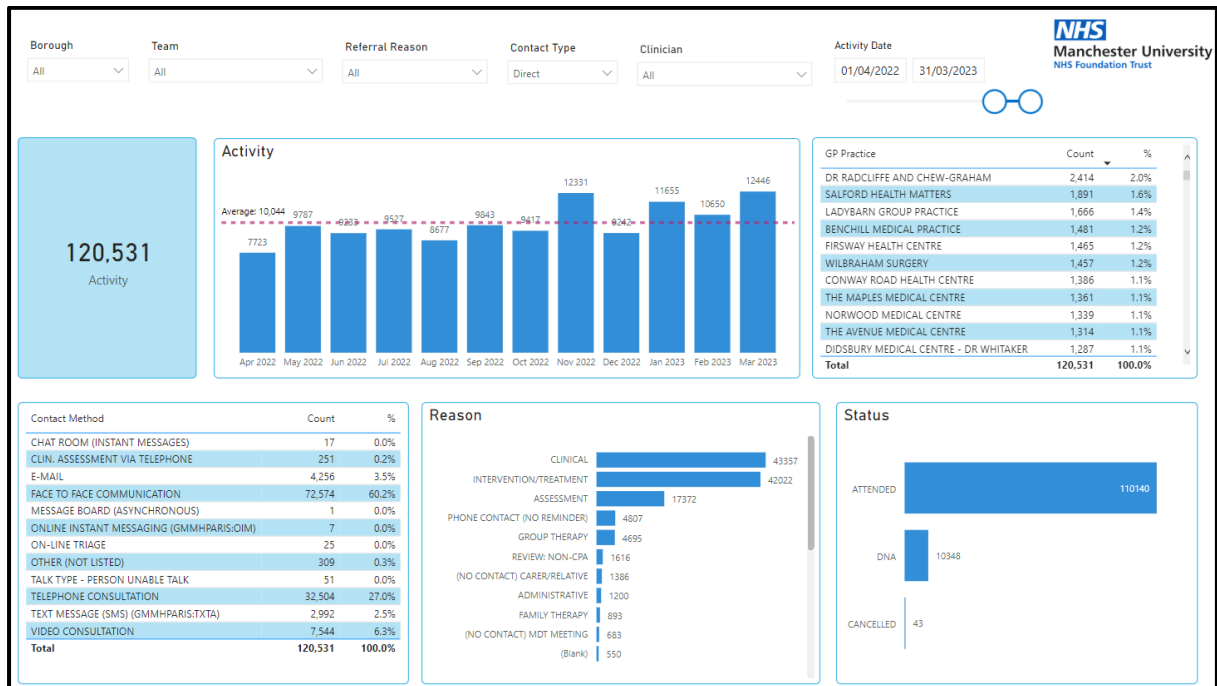 Borough
Team
Referral Reason
Contact Type
Clinician
Activity Date
All
All
All
Direct
All
01/04/2022 31/03/2023
NHS
Manchester University
NHS Foundation Trust
120,531
Activity
Activity
Average: 10,044
7723
9787
9233
9527
8677
9843
9417
12331
9242
11655
10650
12446
Apr 2022 May 2022 Jun 2022 Jul 2022 Aug 2022 Sep 2022 Oct 2022 Nov 2022 Dec 2022 Jan 2023 Feb 2023 Mar 2023
GP Practice Count %
DR RADCLIFFE AND CHEW-GRAHAM 2,414 2.0%
SALFORD HEALTH MATTERS 1,891 1.6%
LADYBARN GROUP PRACTICE 1,666 1.4%
BENCHILL MEDICAL PRACTICE 1,481 1.2%
FIRSWAY HEALTH CENTRE 1,465 1.2%
WILBRAHAM SURGERY 1,457 1.2%
CONWAY ROAD HEALTH CENTRE 1,386 1.1%
THE MAPLES MEDICAL CENTRE 1,361 1.1%
NORWOOD MEDICAL CENTRE 1,339 1.1%
THE AVENUE MEDICAL CENTRE 1,314 1.1%
DIDSBURY MEDICAL CENTRE - DR WHITAKER 1,287 1.1%
Total 120,531 100.0%
Contact Method Count %
CHAT ROOM (INSTANT MESSAGES) 17 0.0%
CLIN. ASSESSMENT VIA TELEPHONE 251 0.2%
E-MAIL 4,256 3.5%
FACE TO FACE COMMUNICATION 72,574 60.2%
MESSAGE BOARD (ASYNCHRONOUS) 1 0.0%
ONLINE INSTANT MESSAGING (GMMHPARIS:OIM) 7 0.0%
ON-LINE TRIAGE 25 0.0%
OTHER (NOT LISTED) 309 0.3%
TALK TYPE - PERSON UNABLE TALK 51 0.0%
TELEPHONE CONSULTATION 32,504 27.0%
TEXT MESSAGE (SMS) (GMMHPARIS:TXTA) 2,992 2.5%
VIDEO CONSULTATION 7,544 6.3%
Total 120,531 100.0%
Reason
CLINICAL 43357
INTERVENTION/TREATMENT 42022
ASSESSMENT 17372
PHONE CONTACT (NO REMINDER) 4807
GROUP THERAPY 4695
REVIEW: NON-CPA 1616
(NO CONTACT) CARER/RELATIVE 1386
ADMINISTRATIVE 1200
FAMILY THERAPY 893
(NO CONTACT) MDT MEETING 683
(Blank) 550
Status
ATTENDED 110140
DNA 10348
CANCELLED 43